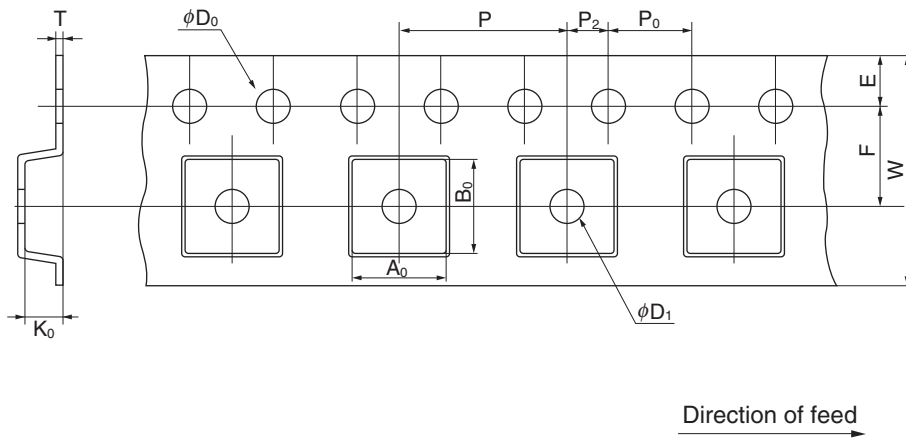 T
φD0
P
P2
P0
E
F
W
B0
A0
φD1
K0
Direction of feed